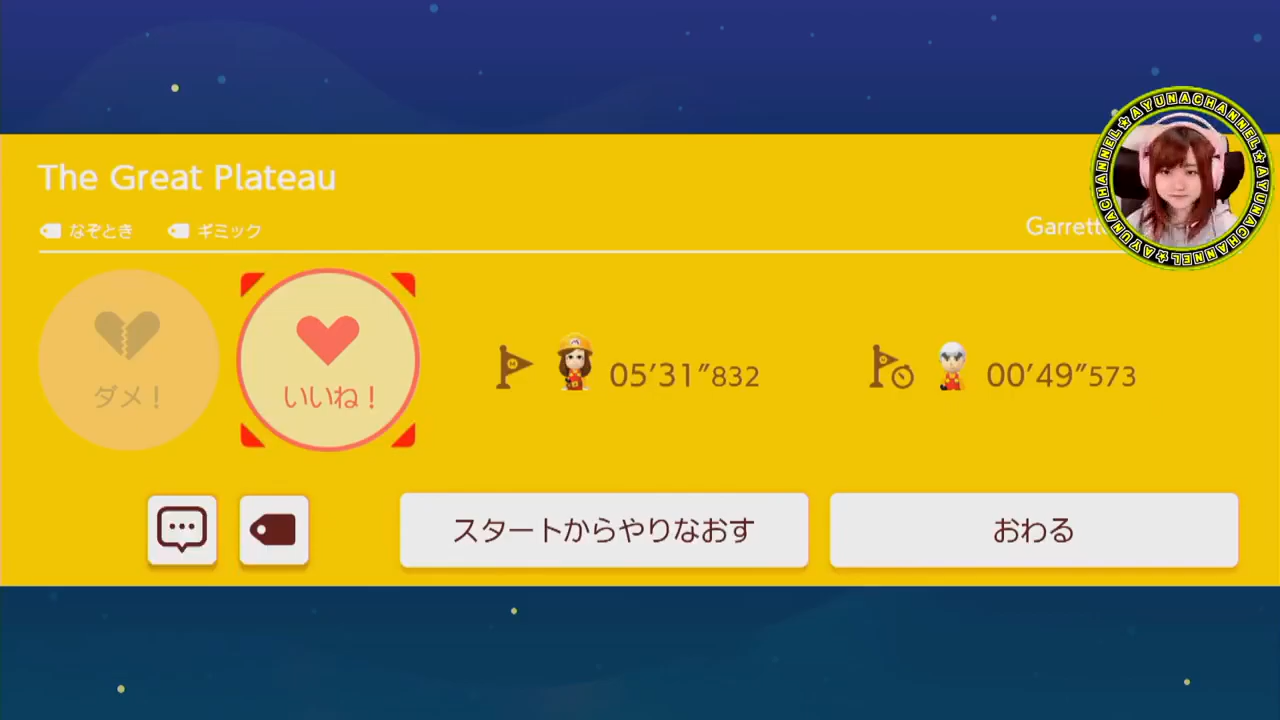 The Great Plateau
なぞとき ギミック
Garrett
ダメ！
いいね！
05'31"832
00'49"573
スタートからやりなおす
おわる
★AYUNACHANNEL★AYUNACHANNEL★AYUNACHANNEL